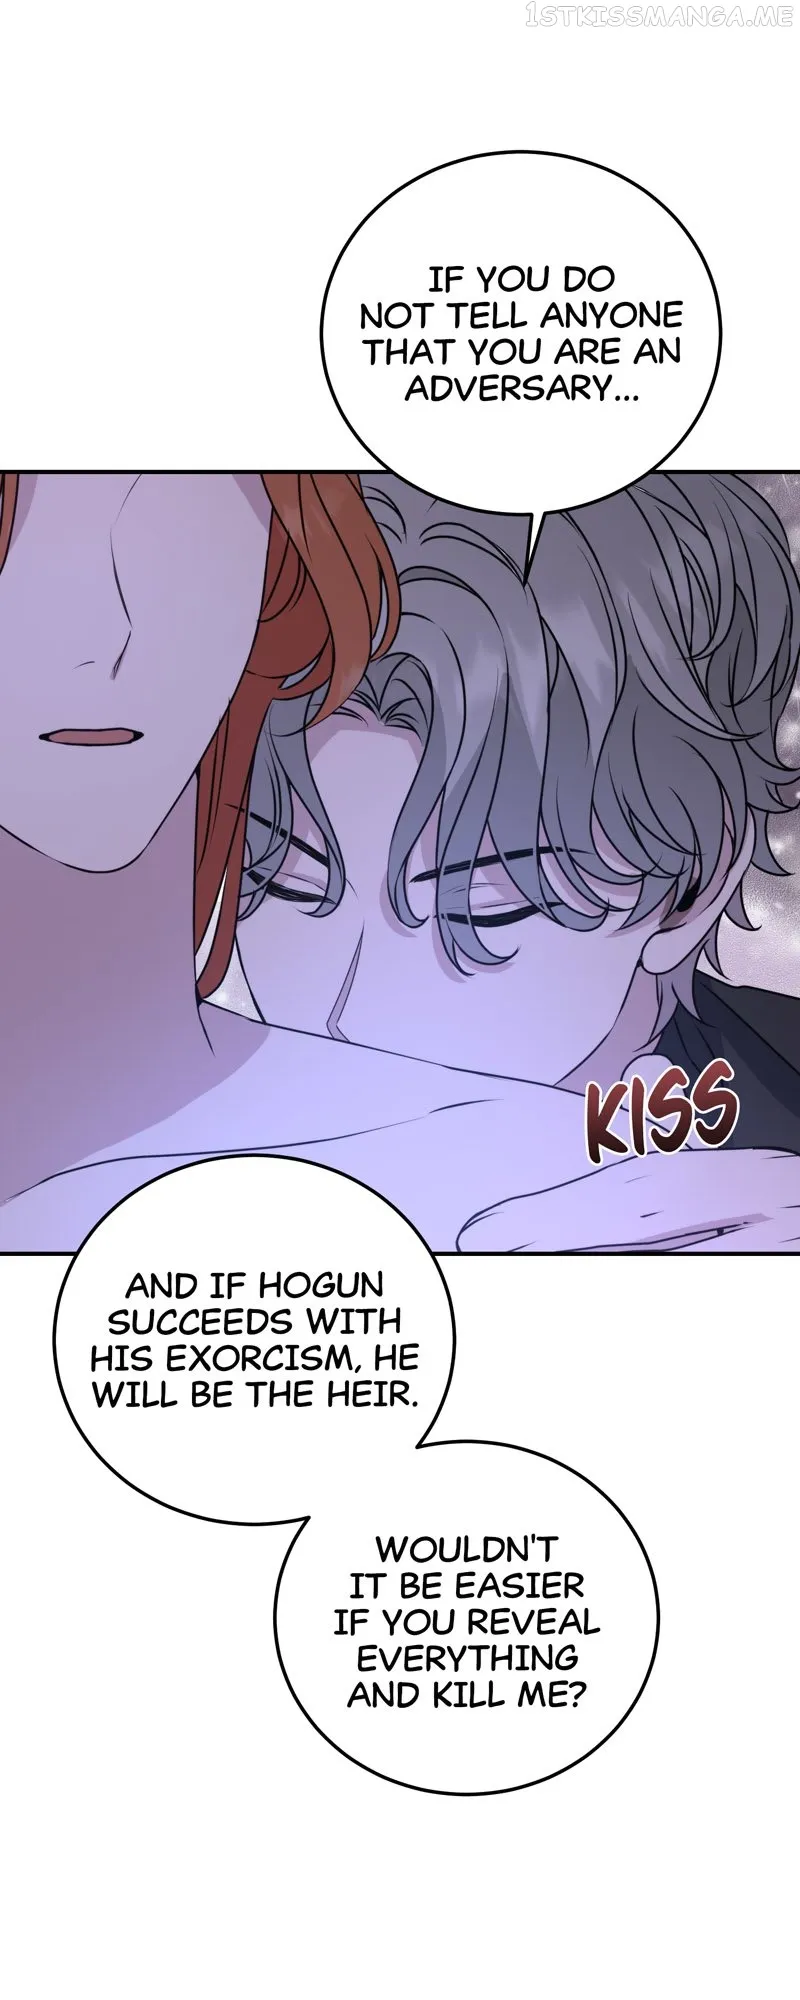 1STKISSMANGA.ME
IF YOU DO
NOT TELL ANYONE
THAT YOU ARE AN
ADVERSARY...
KISS
AND IF HOGUN
SUCCEEDS WITH
HIS EXORCISM, HE
WILL BE THE HEIR.
WOULDN'T
IT BE EASIER
IF YOU REVEAL
EVERYTHING
AND KILL ME?